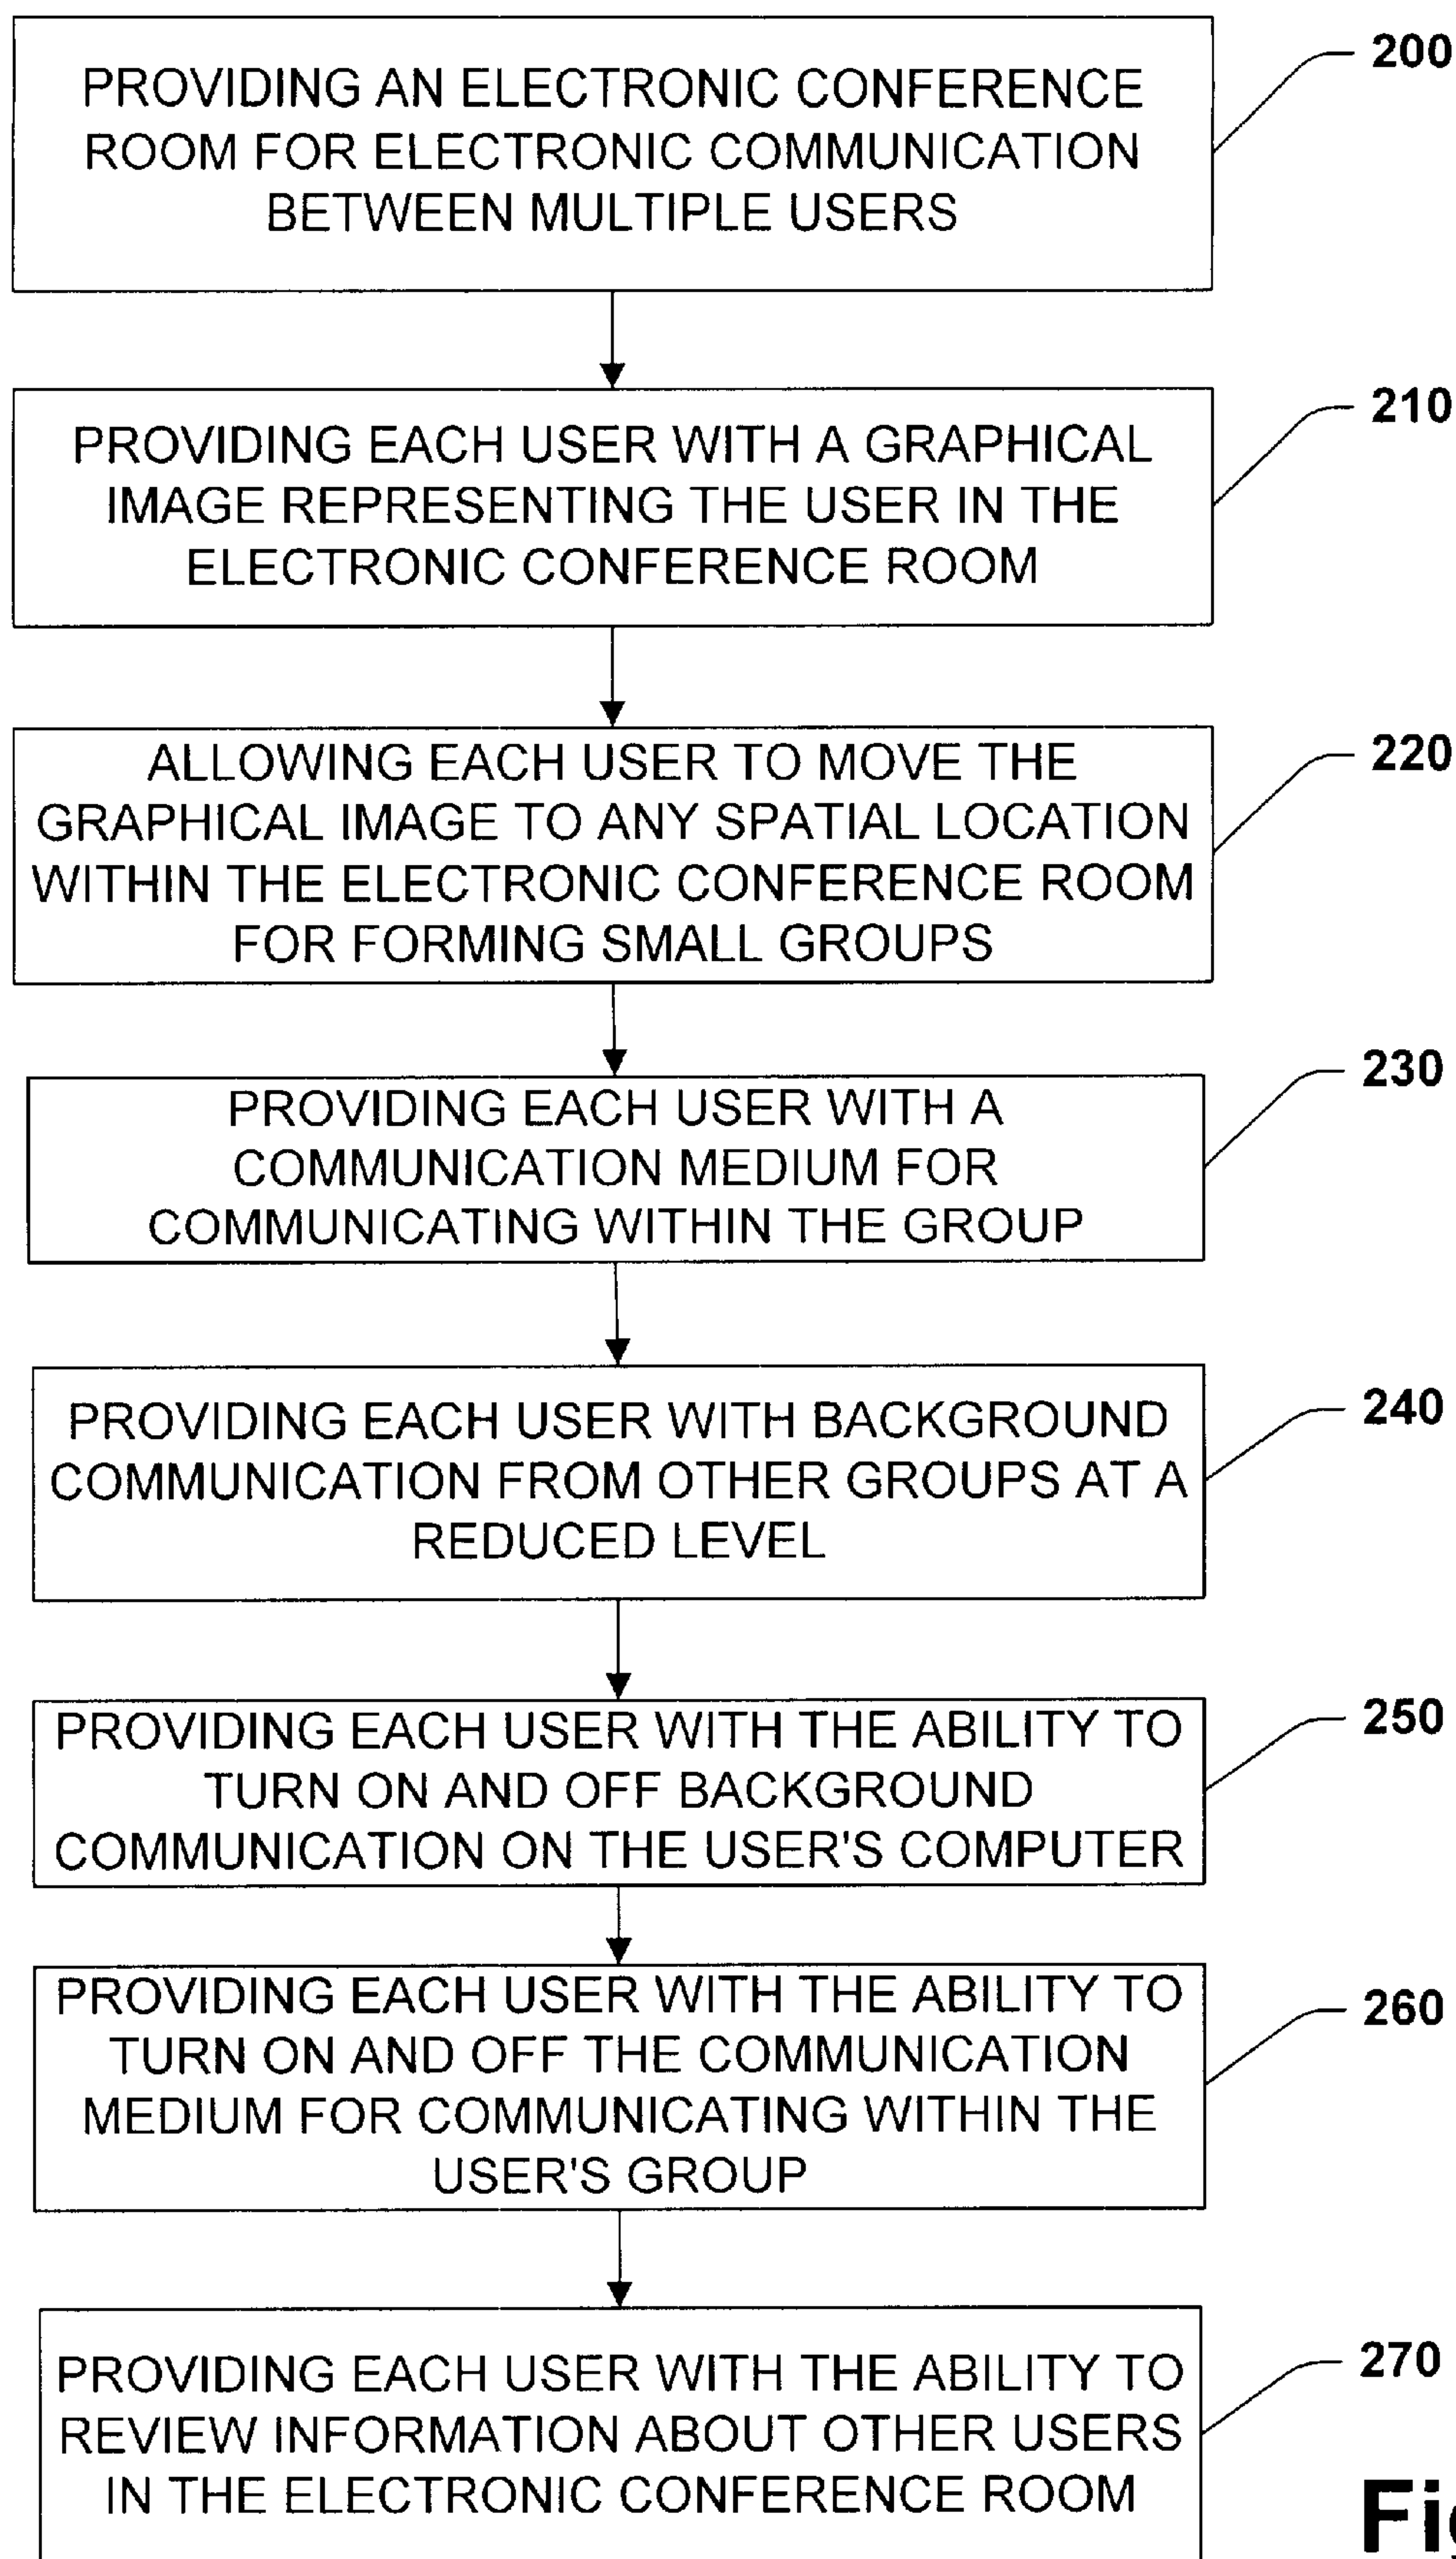 PROVIDING AN ELECTRONIC CONFERENCE
ROOM FOR ELECTRONIC COMMUNICATION
BETWEEN MULTIPLE USERS
200
PROVIDING EACH USER WITH A GRAPHICAL
IMAGE REPRESENTING THE USER IN THE
ELECTRONIC CONFERENCE ROOM
210
ALLOWING EACH USER TO MOVE THE
GRAPHICAL IMAGE TO ANY SPATIAL LOCATION
WITHIN THE ELECTRONIC CONFERENCE ROOM
FOR FORMING SMALL GROUPS
220
PROVIDING EACH USER WITH A
COMMUNICATION MEDIUM FOR
COMMUNICATING WITHIN THE GROUP
230
PROVIDING EACH USER WITH BACKGROUND
COMMUNICATION FROM OTHER GROUPS AT A
REDUCED LEVEL
240
PROVIDING EACH USER WITH THE ABILITY TO
TURN ON AND OFF BACKGROUND
COMMUNICATION ON THE USER'S COMPUTER
250
PROVIDING EACH USER WITH THE ABILITY TO
TURN ON AND OFF THE COMMUNICATION
MEDIUM FOR COMMUNICATING WITHIN THE
USER'S GROUP
260
PROVIDING EACH USER WITH THE ABILITY TO
REVIEW INFORMATION ABOUT OTHER USERS
IN THE ELECTRONIC CONFERENCE ROOM
270